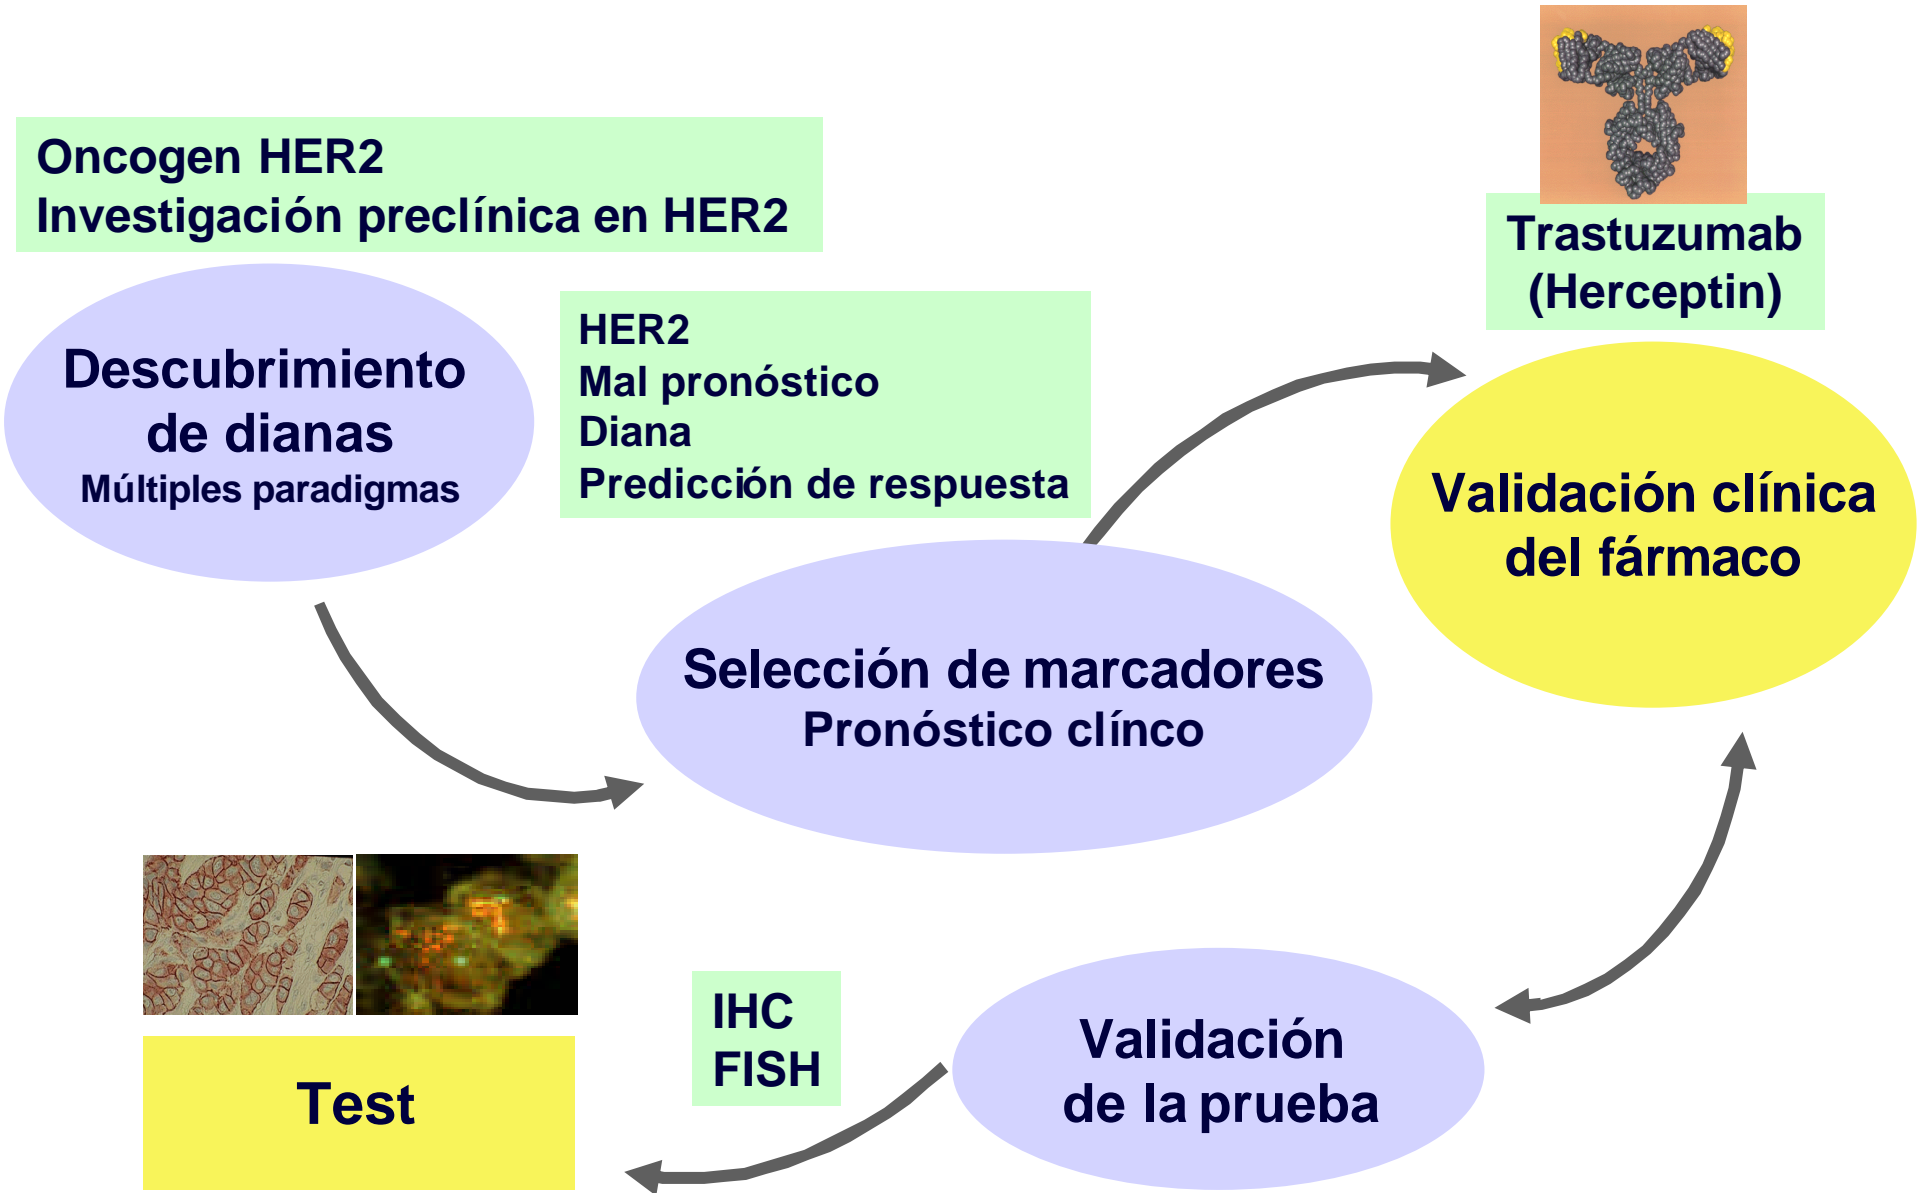 Oncogen HER2
Investigación preclínica en HER2
Descubrimiento
de dianas
Múltiples paradigmas
HER2
Mal pronóstico
Diana
Predicción de respuesta
Trastuzumab
(Herceptin)
Validación clínica
del fármaco
Selección de marcadores
Pronóstico clínco
IHC
FISH
Validación
de la prueba
Test